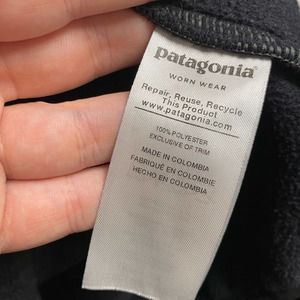 patagonia
WORN WEAR
Repair, Reuse, Recycle
This Product
www.patagonia.com
100% POLYESTER
EXCLUSIVE OF TRIM
MADE IN COLOMBIA
FABRIQUÉ EN COLOMBIE
HECHO EN COLOMBIA